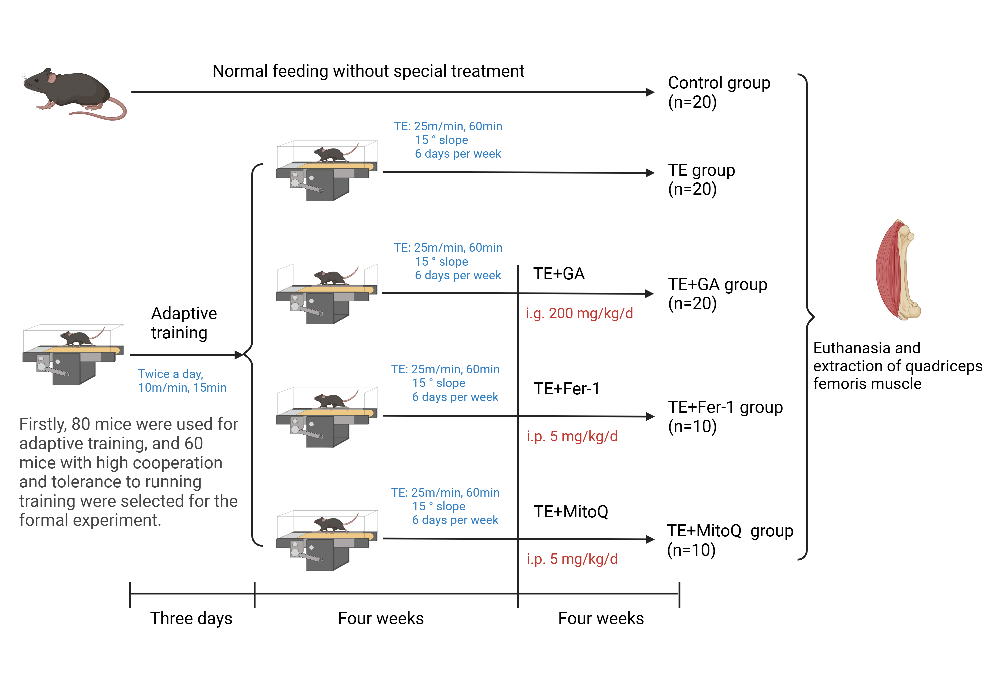 Normal feeding without special treatment
Control group
(n=20)
TE: 25m/min, 60min
15 ° slope
6 days per week
TE group
(n=20)
TE: 25m/min, 60min
15 ° slope
6 days per week
TE+GA
i.g. 200 mg/kg/d
TE+GA group
(n=20)
Adaptive
training
Twice a day,
10m/min, 15min
Firstly, 80 mice were used for
adaptive training, and 60
mice with high cooperation
and tolerance to running
training were selected for the
formal experiment.
TE: 25m/min, 60min
15 ° slope
6 days per week
TE+Fer-1
i.p. 5 mg/kg/d
TE+Fer-1 group
(n=10)
TE: 25m/min, 60min
15 ° slope
6 days per week
TE+MitoQ
i.p. 5 mg/kg/d
TE+MitoQ  group
(n=10)
Euthanasia and
extraction of quadriceps
femoris muscle
Three days
Four weeks
Four weeks